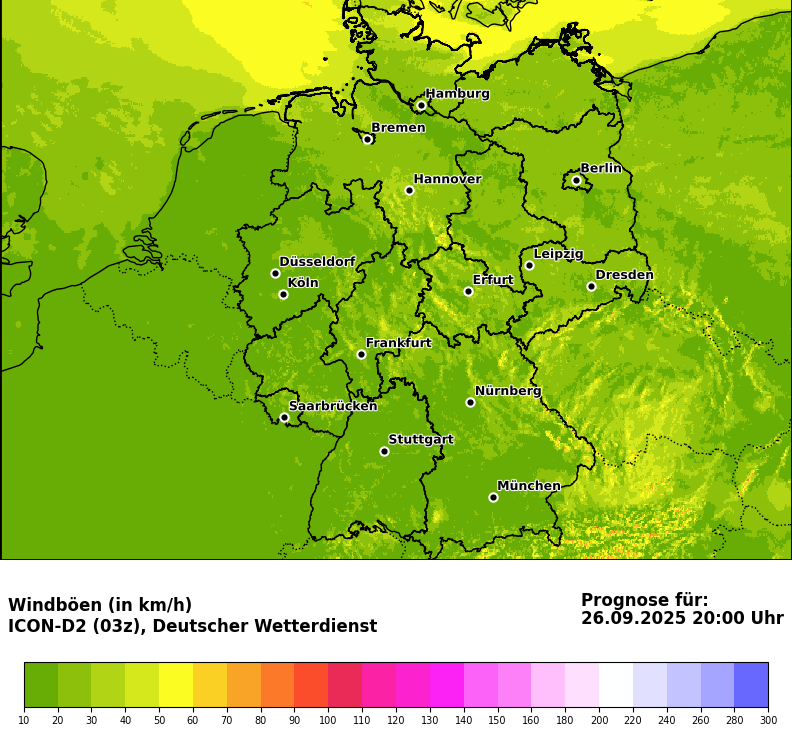 Hamburg
Bremen
Berlin
Hannover
Leipzig
Düsseldorf
Dresden
Erfurt
Köln
Frankfurt
Nürnberg
Saarbrücken
Stuttgart
München
Windböen (in km/h)
ICON-D2 (03z), Deutscher Wetterdienst
Prognose für:
26.09.2025 20:00 Uhr
10 20 30 40 50 60 70 80 90 100 110 120 130 140 150 160 180 200 220 240 260 280 300